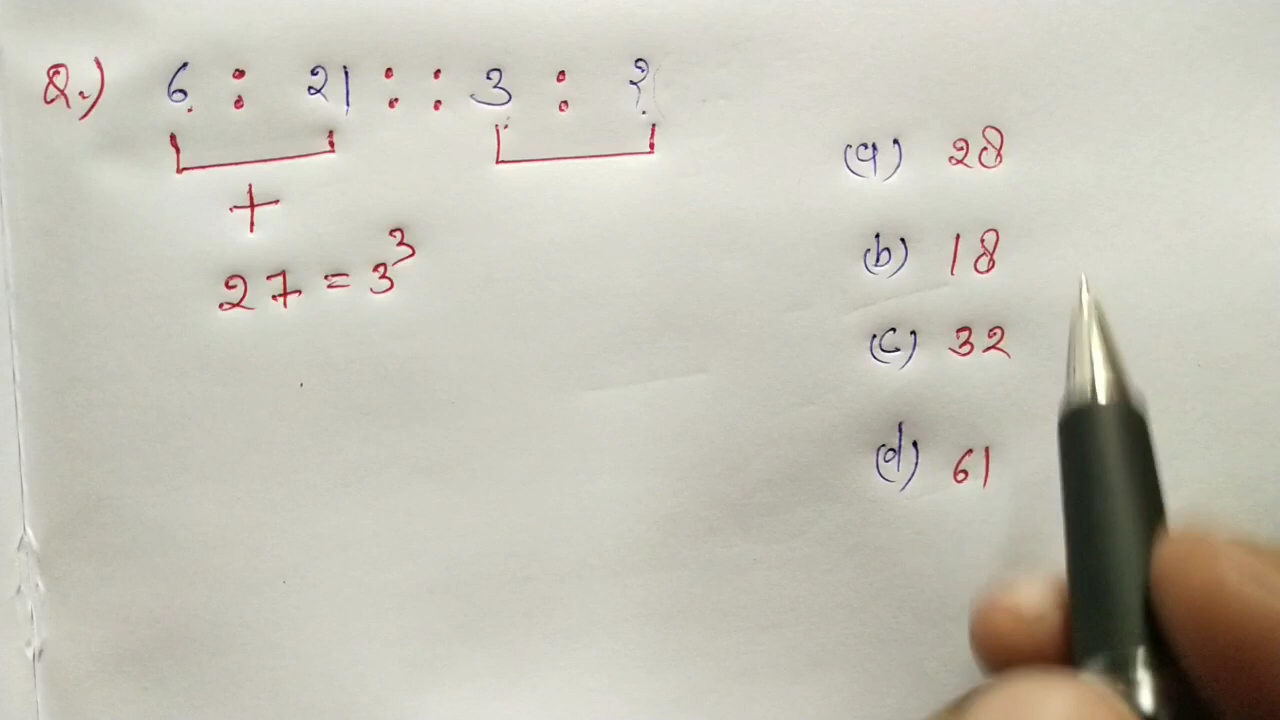 Q.) 6 : 21 :: 3 : ?
+
27 = 3³
(a) 28
(b) 18
(c) 32
(d) 61